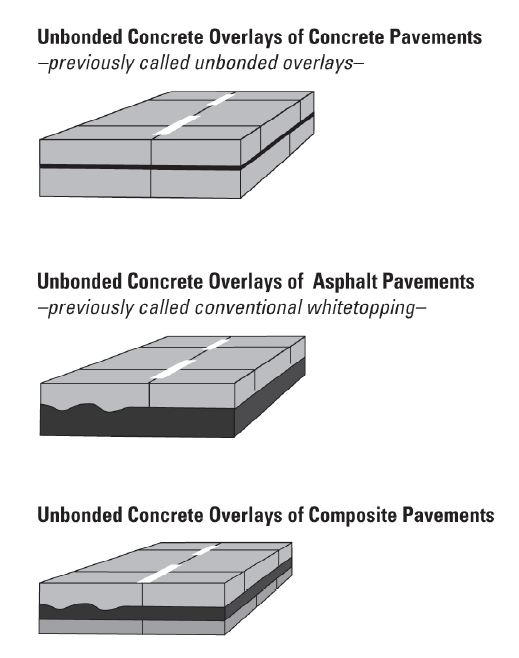 Unbonded Concrete Overlays of Concrete Pavements
–previously called unbonded overlays–
Unbonded Concrete Overlays of Asphalt Pavements
–previously called conventional whitetopping–
Unbonded Concrete Overlays of Composite Pavements